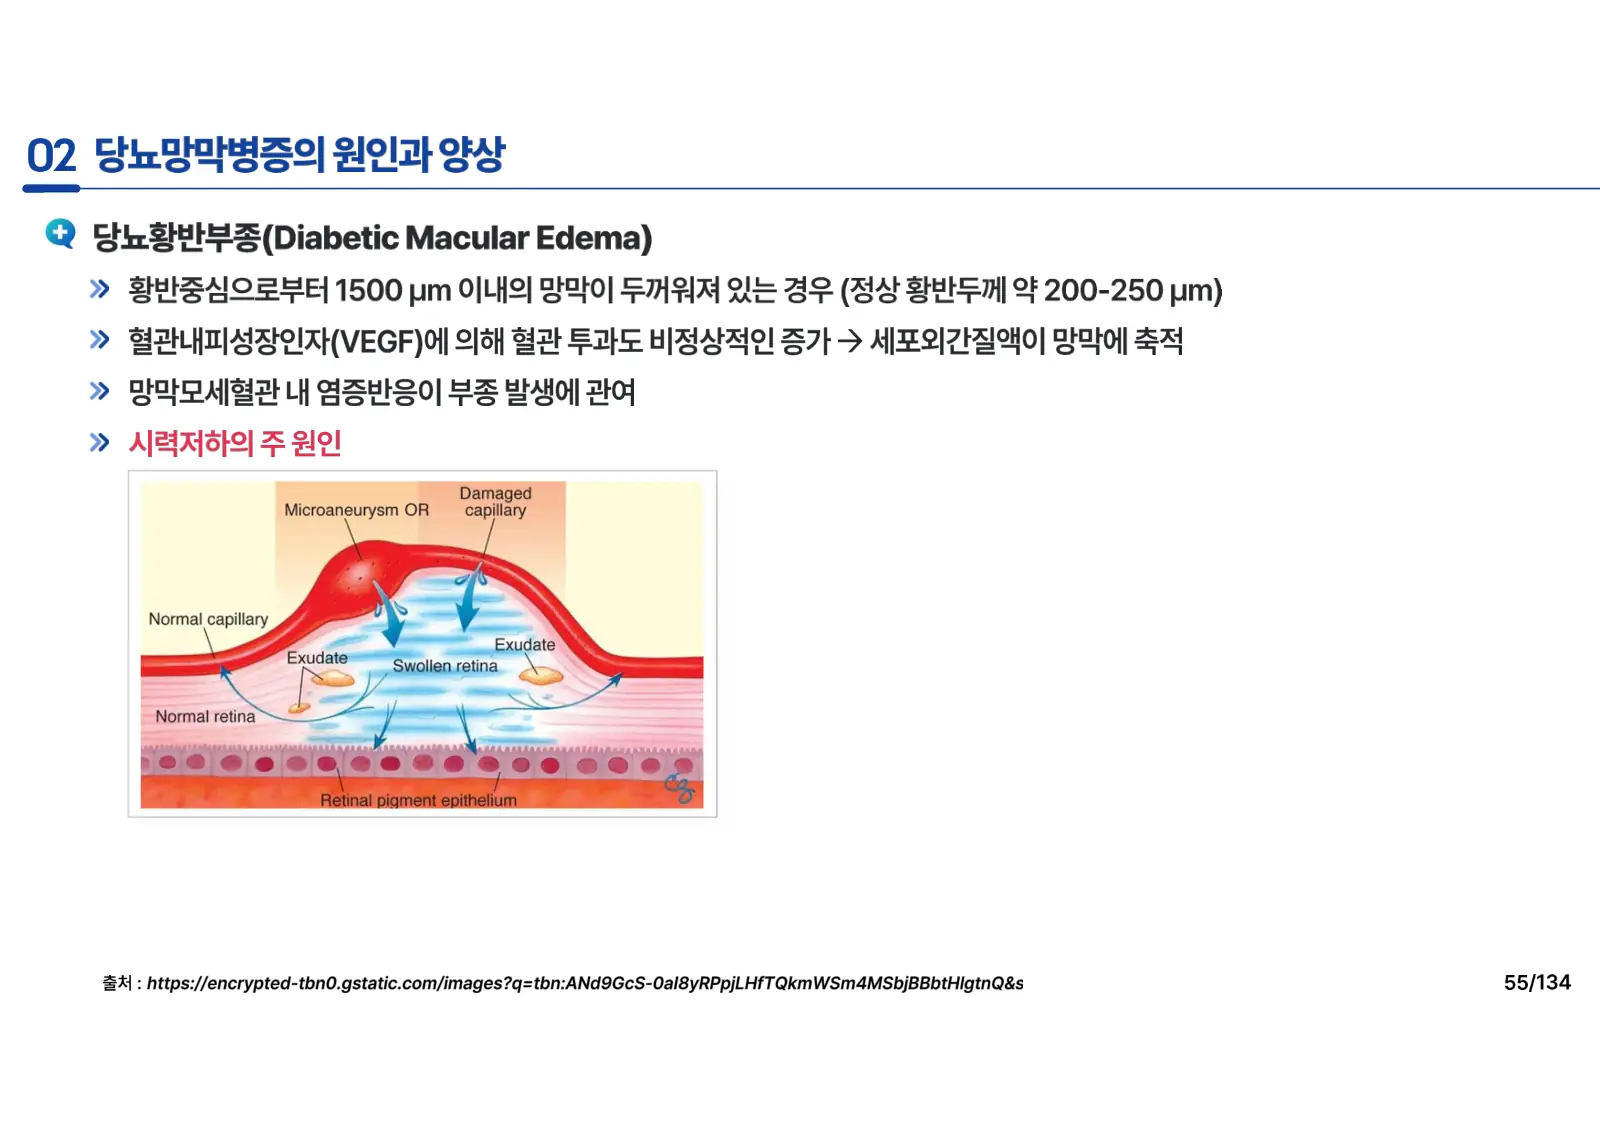 02 당뇨망막병증의 원인과 양상
당뇨황반부종(Diabetic Macular Edema)
황반중심으로부터 1500 μm 이내의 망막이 두꺼워져 있는 경우 (정상 황반두께 약 200-250 μm)
혈관내피성장인자(VEGF)에 의해 혈관 투과도 비정상적인 증가 → 세포외간질액이 망막에 축적
망막모세혈관 내 염증반응이 부종 발생에 관여
시력저하의 주 원인
Damaged
Microaneurysm OR capillary
Normal capillary
Exudate
Exudate
Swollen retina
Normal retina
Retinal pigment epithelium
출처 : https://encrypted-tbn0.gstatic.com/images?q=tbn:ANd9GcS-0al8yRPpjLHfTQkmWSm4MSbjBBbtHlgtnQ&s
55/134